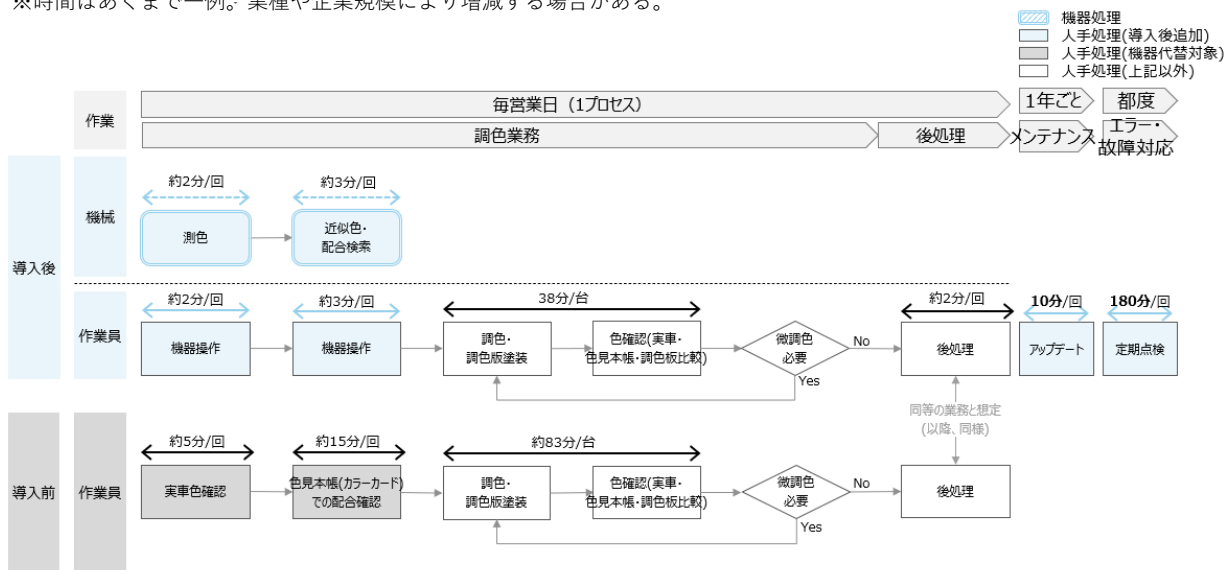 ※時間はあくまで一例。業種や企業規模により増減する場合がある。
機器処理
人手処理(導入後追加)
人手処理(機器代替対象)
人手処理(上記以外)
作業
毎営業日（1プロセス）
1年ごと
都度
調色業務
後処理
メンテナンス
エラー・
故障対応
導入後
機械
約2分/回
約3分/回
測色
近似色・
配合検索
作業員
約2分/回
約3分/回
38分/台
約2分/回
10分/回
180分/回
機器操作
機器操作
調色・
調色版塗装
色確認(実車・
色見本帳・調色板比較)
微調色
必要
No
Yes
後処理
アップデート
定期点検
同等の業務と想定
(以降、同様)
導入前
作業員
約5分/回
約15分/回
約83分/台
実車色確認
色見本帳(カラーカード)
での配合確認
調色・
調色版塗装
色確認(実車・
色見本帳・調色板比較)
微調色
必要
No
Yes
後処理